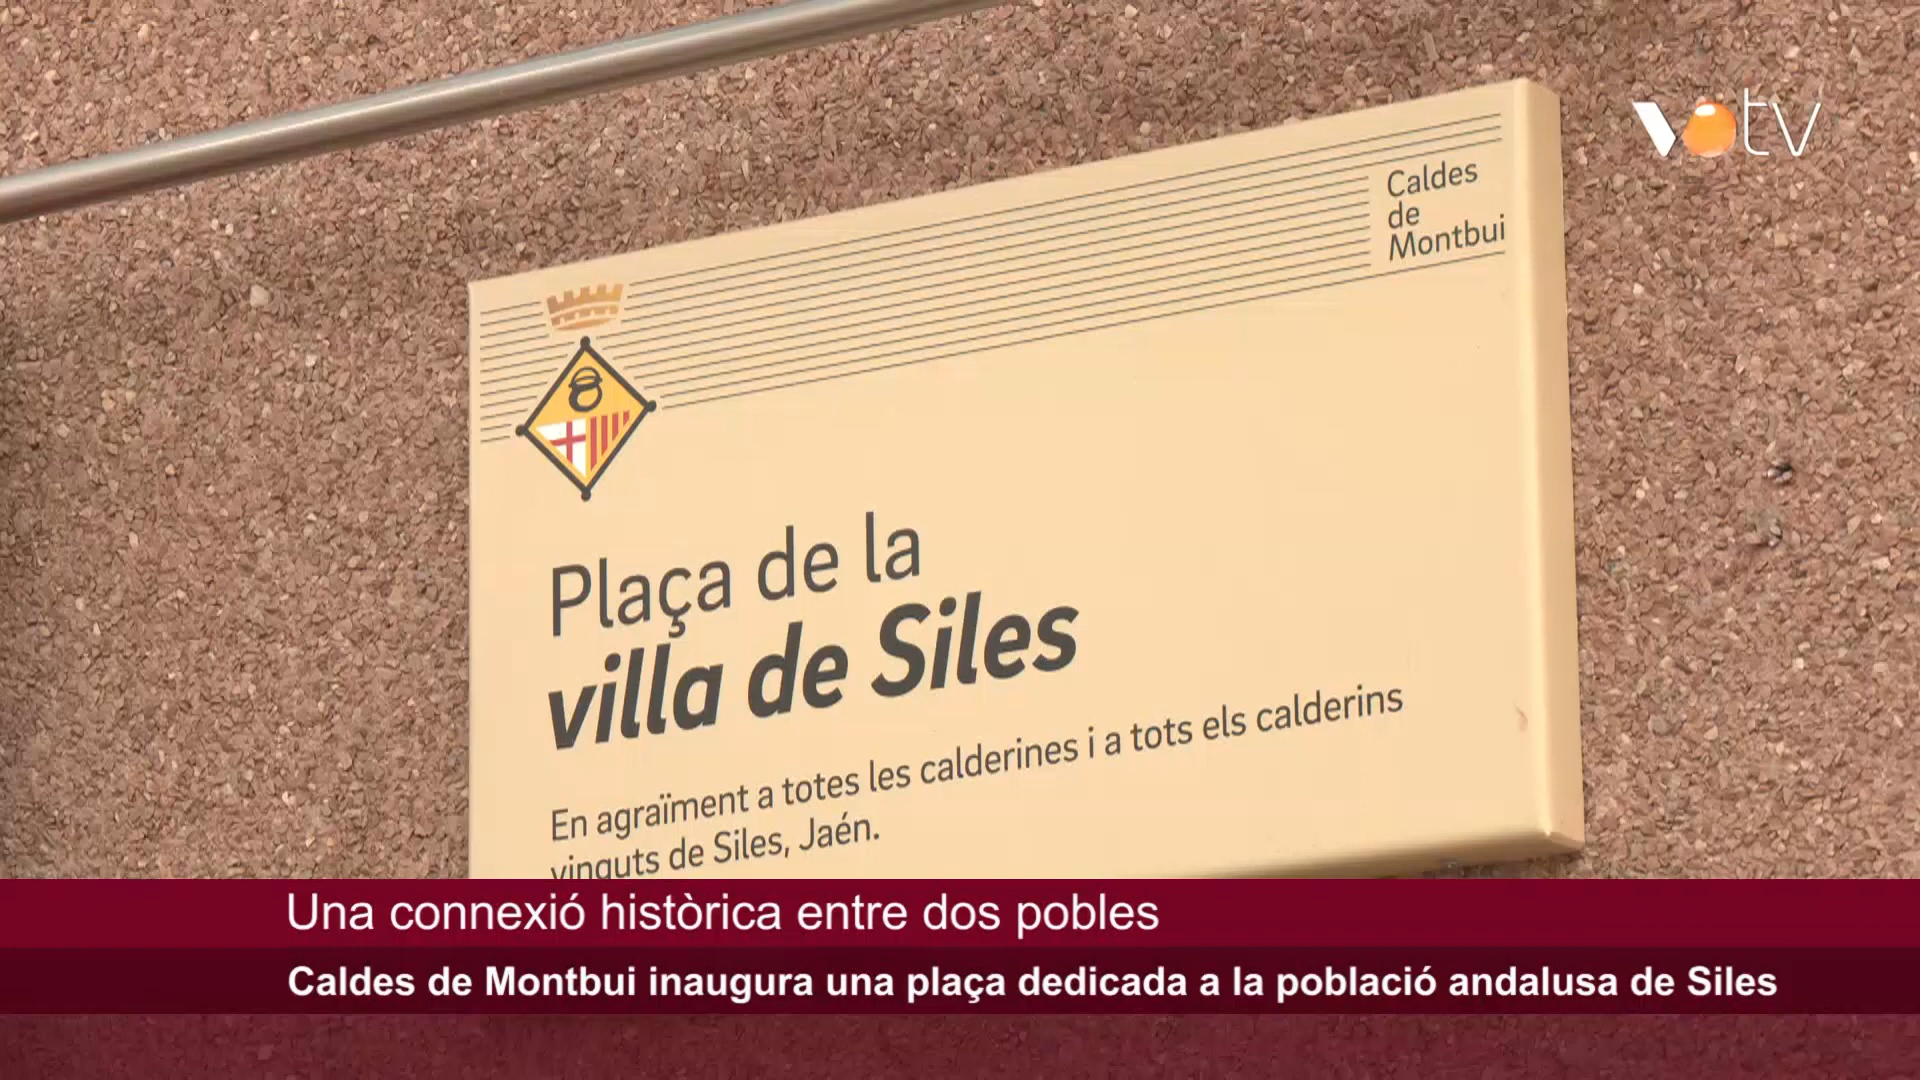 votv
Caldes
de
Montbui
Plaça de la
villa de Siles
En agraïment a totes les calderines i a tots els calderins
vinguts de Siles, Jaén.
Una connexió històrica entre dos pobles
Caldes de Montbui inaugura una plaça dedicada a la població andalusa de Siles